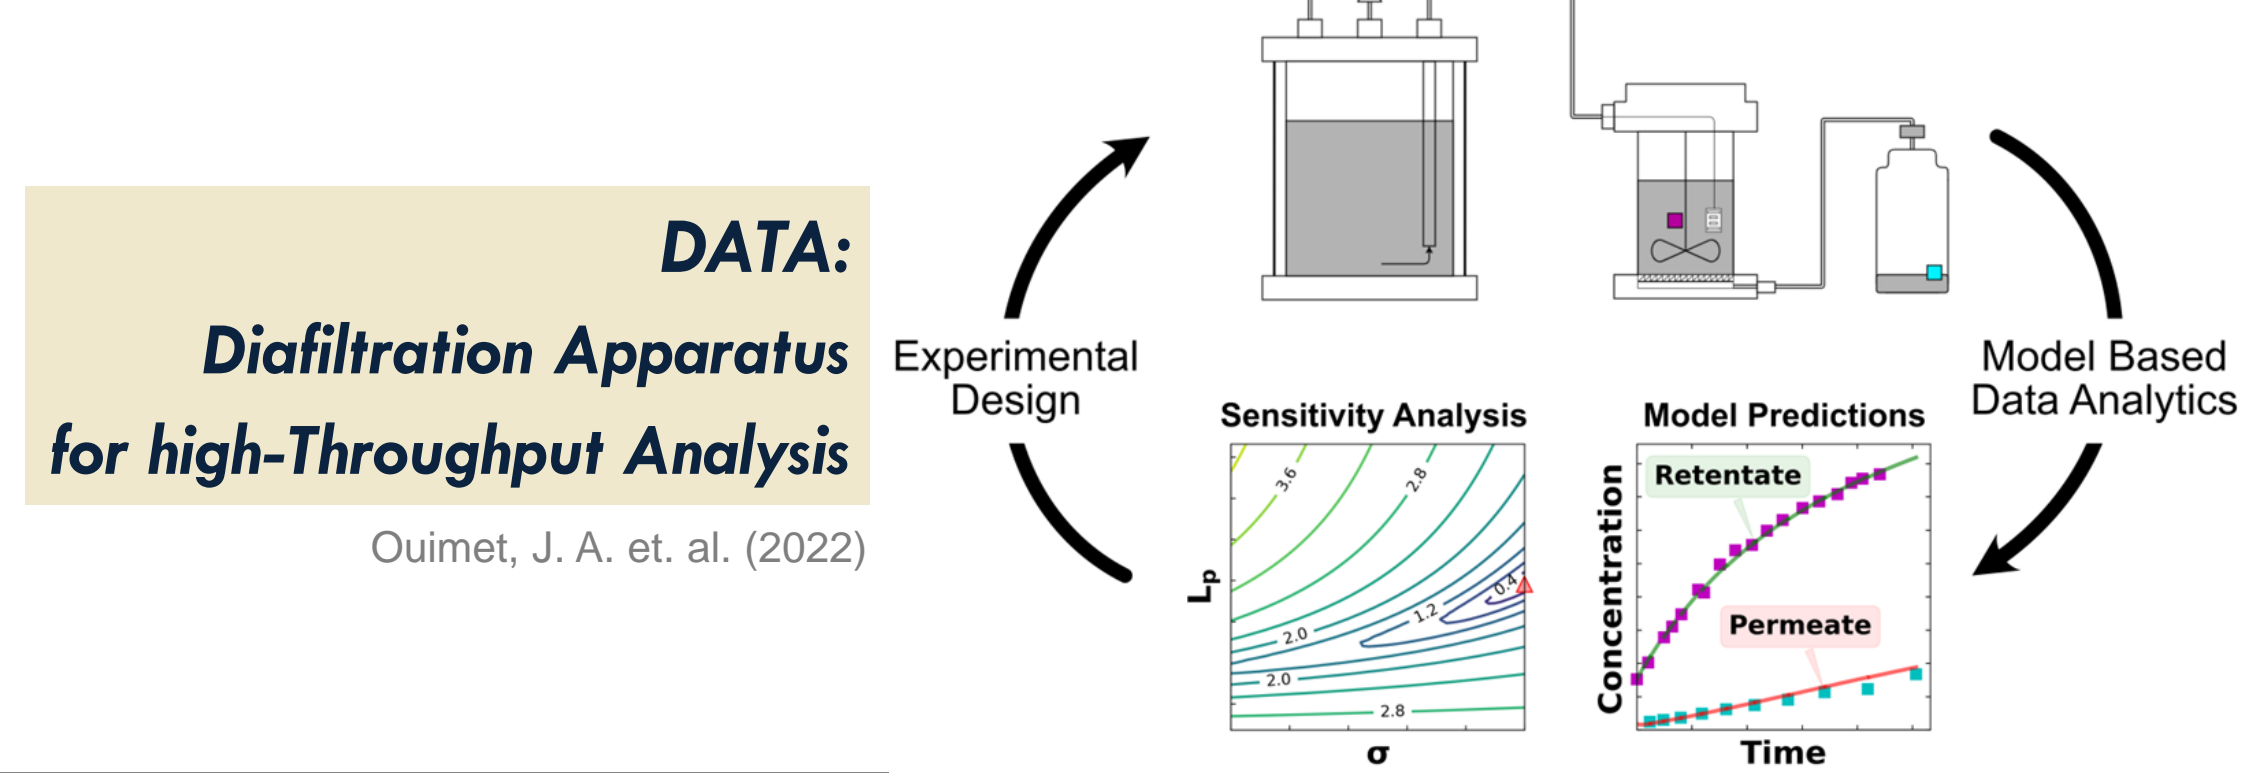 DATA:
Diafiltration Apparatus
for high-Throughput Analysis
Ouimet, J. A. et. al. (2022)
Experimental
Design
Model Based
Data Analytics
Sensitivity Analysis
3.6
2.8
0.4
1.2
2.0
2.0
2.8
Lp
σ
Model Predictions
Retentate
Permeate
Concentration
Time